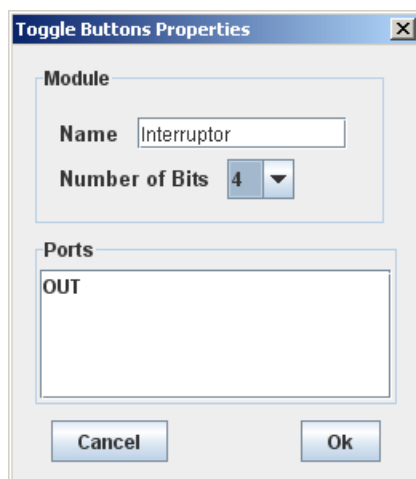 Toggle Buttons Properties
Module
Name Interruptor
Number of Bits 4
Ports
OUT
Cancel Ok